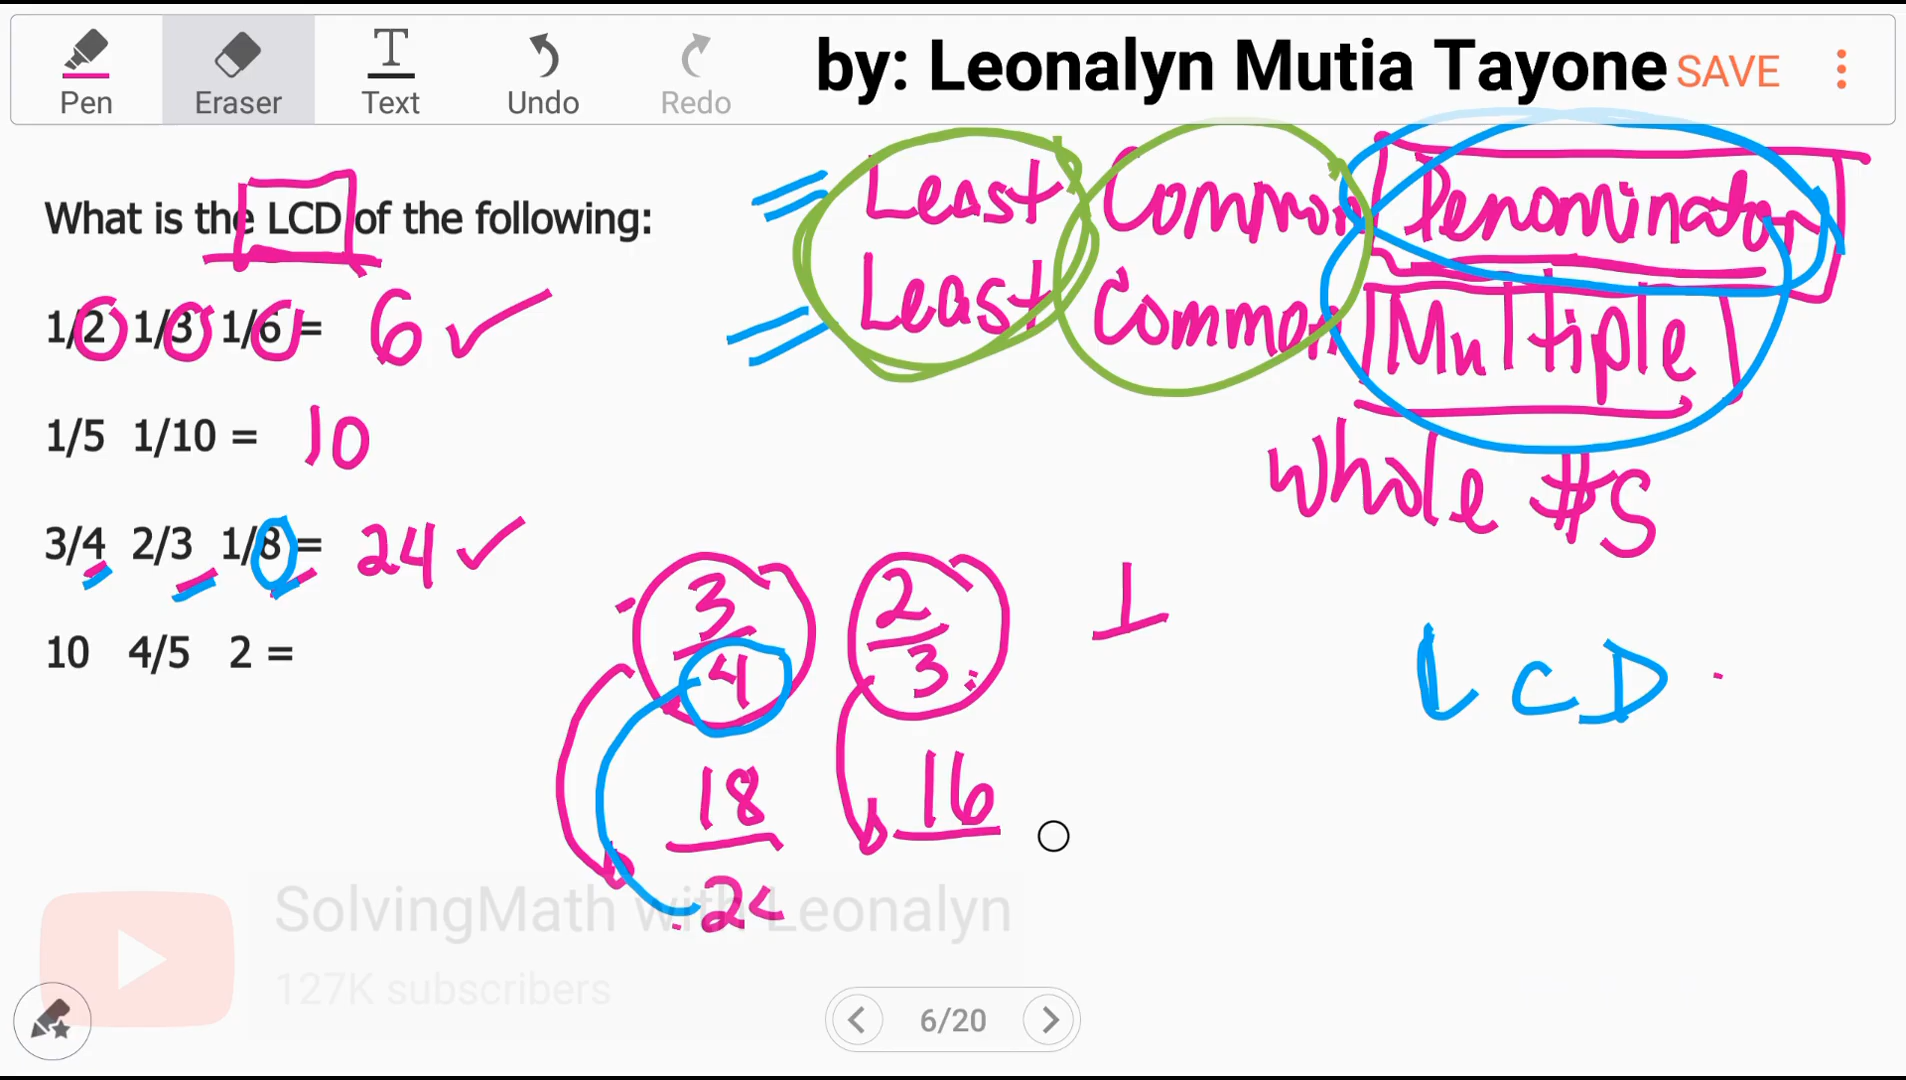 Pen Eraser Text Undo Redo by: Leonalyn Mutia Tayone SAVE
Least Common Denominator
What is the LCD of the following:
Least Common Multiple
1/2 1/3 1/6 = 6
1/5 1/10 = 10
Whole #s
3/4 2/3 1/8 = 24
3/4 2/3 1
LCD
10 4/5 2 =
18 16
24
SolvingMath with Leonalyn
127K subscribers
6/20